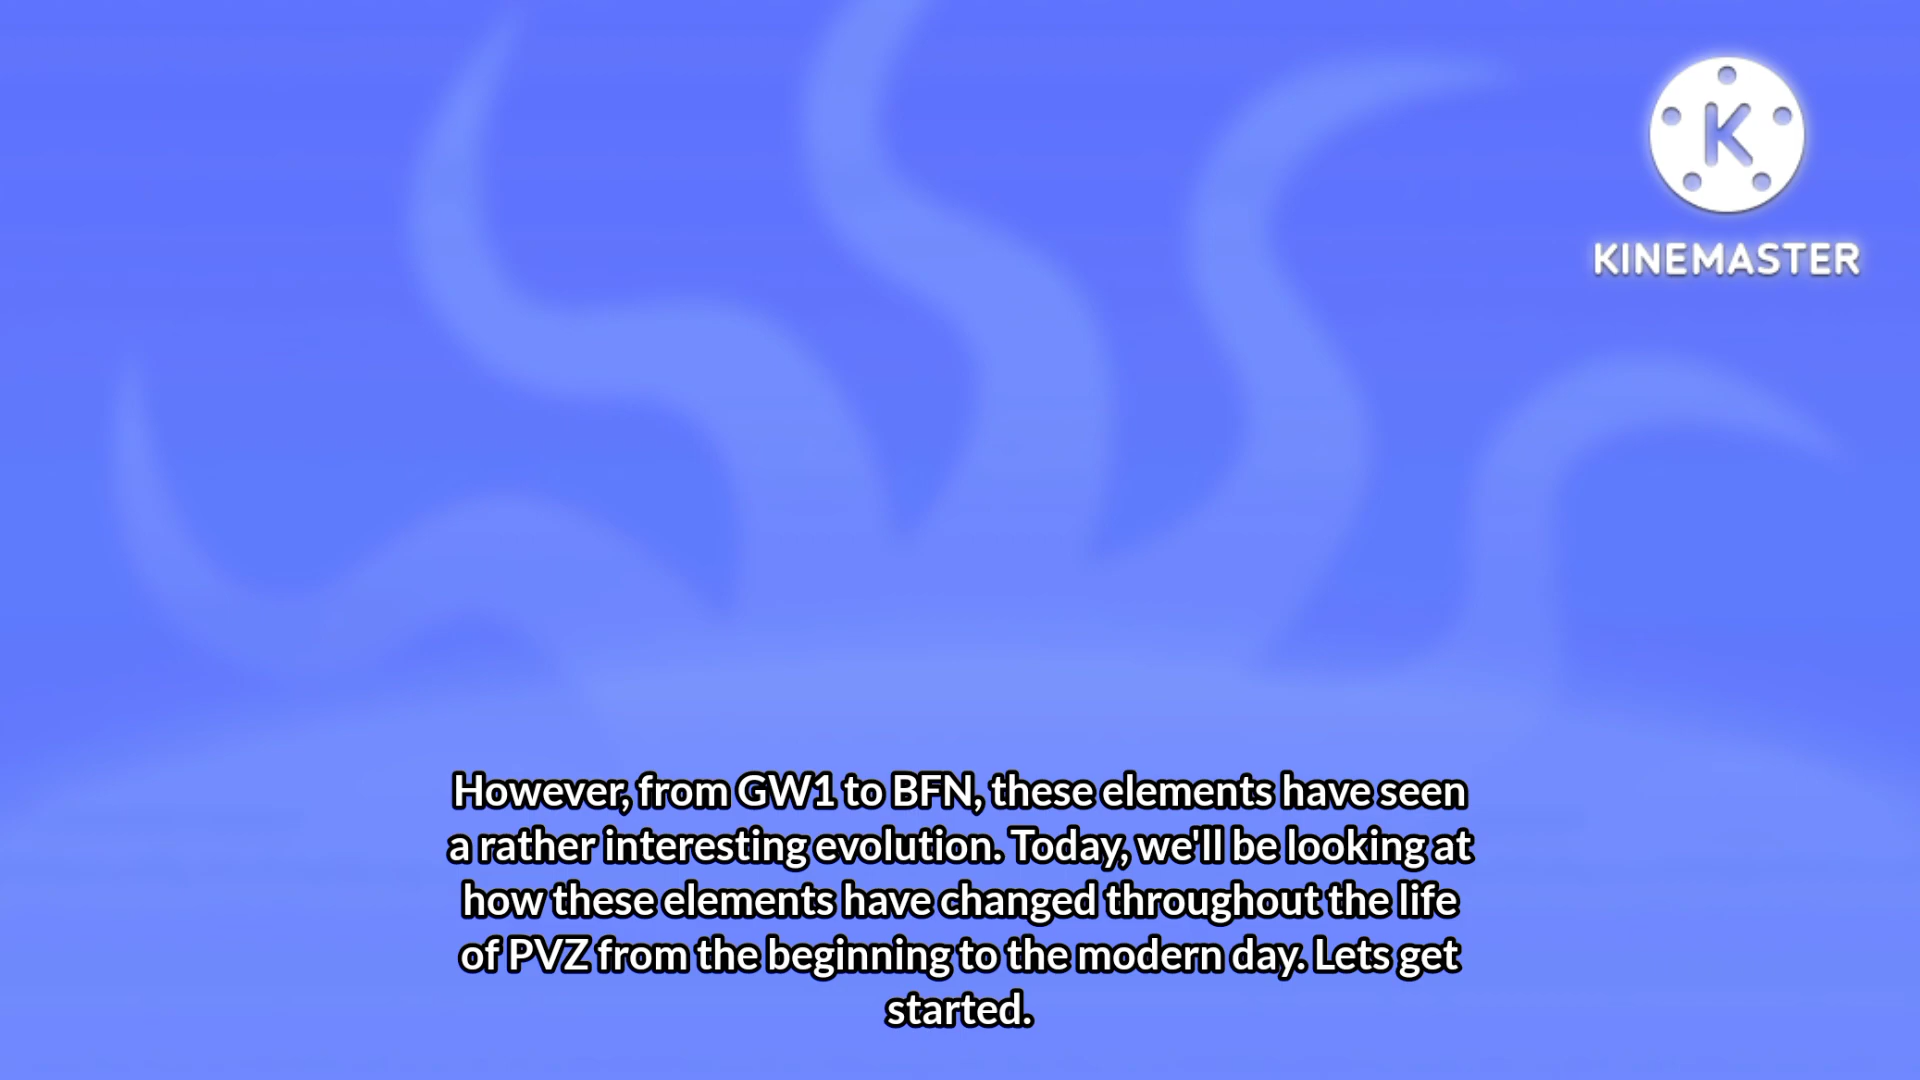 K
KINEMASTER
However, from GW1 to BFN, these elements have seen
a rather interesting evolution. Today, we'll be looking at
how these elements have changed throughout the life
of PVZ from the beginning to the modern day. Lets get
started.